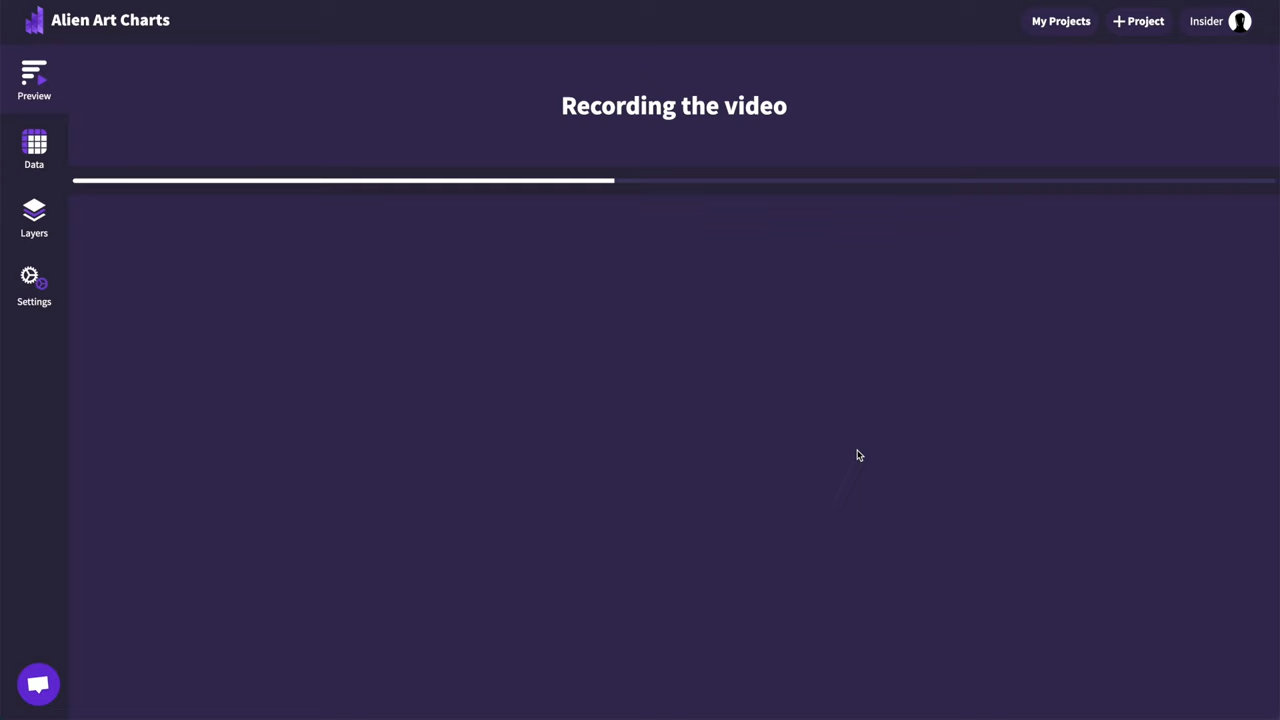 Alien Art Charts
My Projects
+ Project
Insider
Preview
Recording the video
Data
Layers
Settings